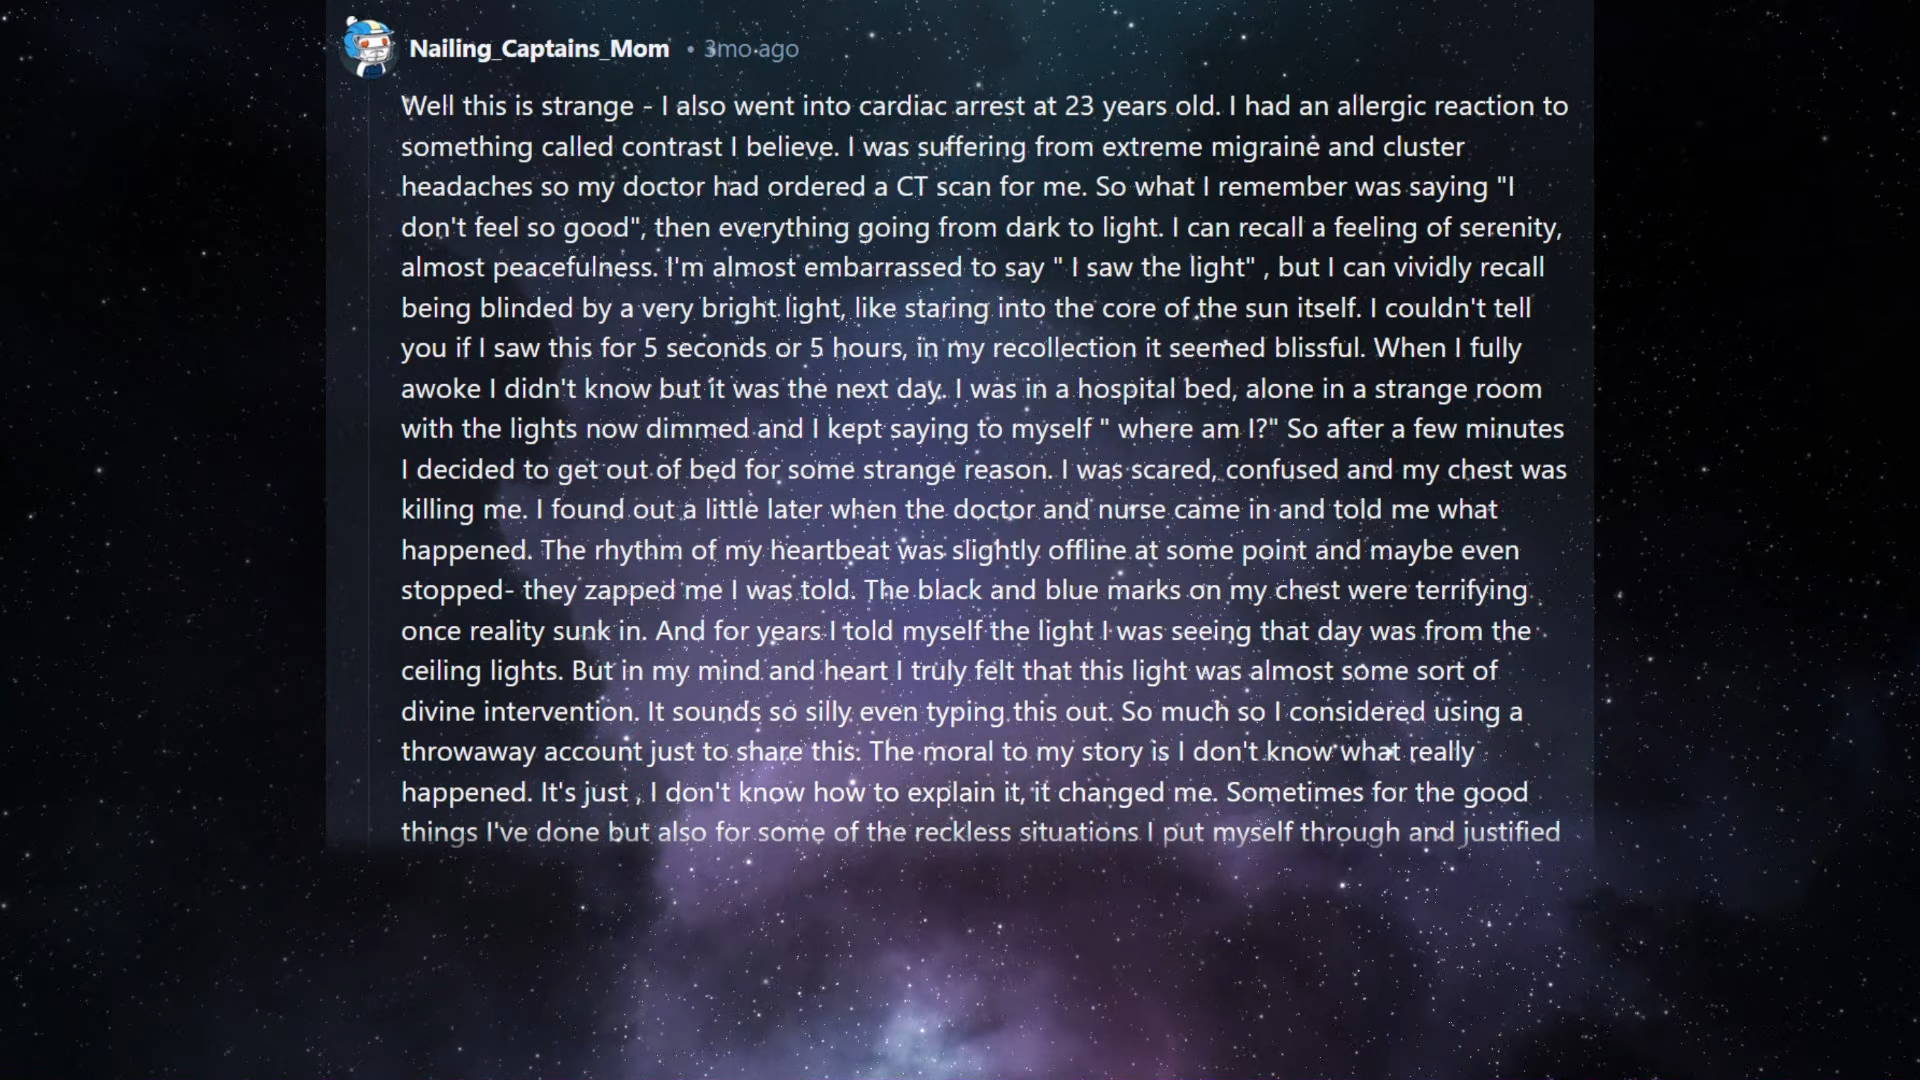 Nailing_Captains_Mom • 3mo ago
Well this is strange - I also went into cardiac arrest at 23 years old. I had an allergic reaction to
something called contrast I believe. I was suffering from extreme migraine and cluster
headaches so my doctor had ordered a CT scan for me. So what I remember was saying "I
don't feel so good", then everything going from dark to light. I can recall a feeling of serenity,
almost peacefulness. I'm almost embarrassed to say " I saw the light" , but I can vividly recall
being blinded by a very bright light, like staring into the core of the sun itself. I couldn't tell
you if I saw this for 5 seconds or 5 hours, in my recollection it seemed blissful. When I fully
awoke I didn't know but it was the next day. I was in a hospital bed, alone in a strange room
with the lights now dimmed and I kept saying to myself " where am I?" So after a few minutes
I decided to get out of bed for some strange reason. I was scared, confused and my chest was
killing me. I found out a little later when the doctor and nurse came in and told me what
happened. The rhythm of my heartbeat was slightly offline at some point and maybe even
stopped- they zapped me I was told. The black and blue marks on my chest were terrifying
once reality sunk in. And for years I told myself the light I was seeing that day was from the
ceiling lights. But in my mind and heart I truly felt that this light was almost some sort of
divine intervention. It sounds so silly even typing this out. So much so I considered using a
throwaway account just to share this. The moral to my story is I don't know what really
happened. It's just , I don't know how to explain it, it changed me. Sometimes for the good
things I've done but also for some of the reckless situations I put myself through and justified